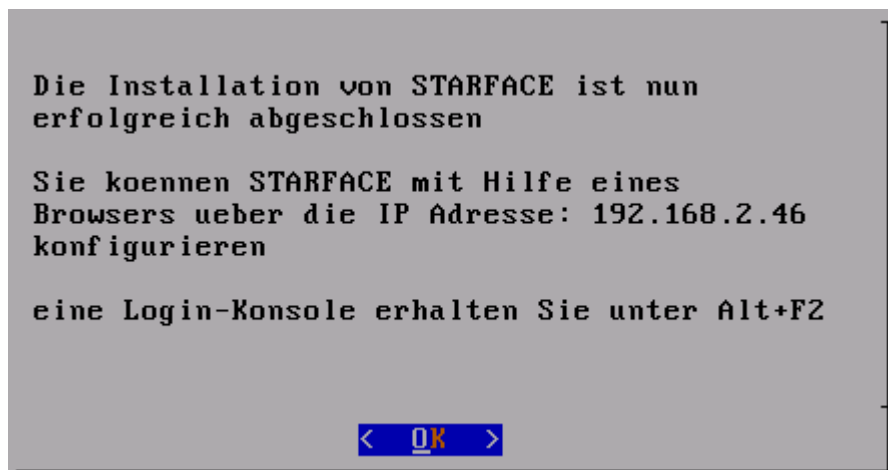 Die Installation von STARFACE ist nun
erfolgreich abgeschlossen
Sie koennen STARFACE mit Hilfe eines
Browsers ueber die IP Adresse: 192.168.2.46
konfigurieren
eine Login-Konsole erhalten Sie unter Alt+F2
< OK >